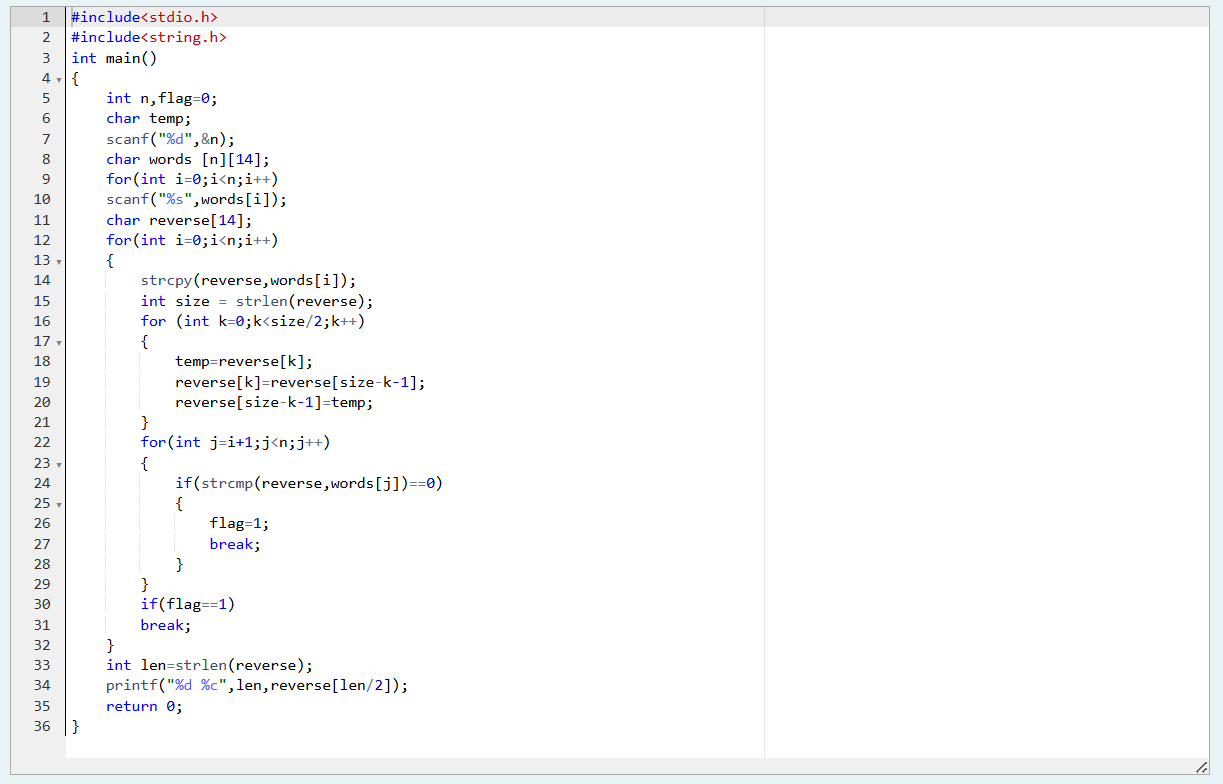 1 #include<stdio.h>
2 #include<string.h>
3 int main()
4 {
5     int n,flag=0;
6     char temp;
7     scanf("%d",&n);
8     char words [n][14];
9     for(int i=0;i<n;i++)
10     scanf("%s",words[i]);
11     char reverse[14];
12     for(int i=0;i<n;i++)
13     {
14         strcpy(reverse,words[i]);
15         int size = strlen(reverse);
16         for (int k=0;k<size/2;k++)
17         {
18             temp=reverse[k];
19             reverse[k]=reverse[size-k-1];
20             reverse[size-k-1]=temp;
21         }
22         for(int j=i+1;j<n;j++)
23         {
24             if(strcmp(reverse,words[j])==0)
25             {
26                 flag=1;
27                 break;
28             }
29         }
30         if(flag==1)
31         break;
32     }
33     int len=strlen(reverse);
34     printf("%d %c",len,reverse[len/2]);
35     return 0;
36 }